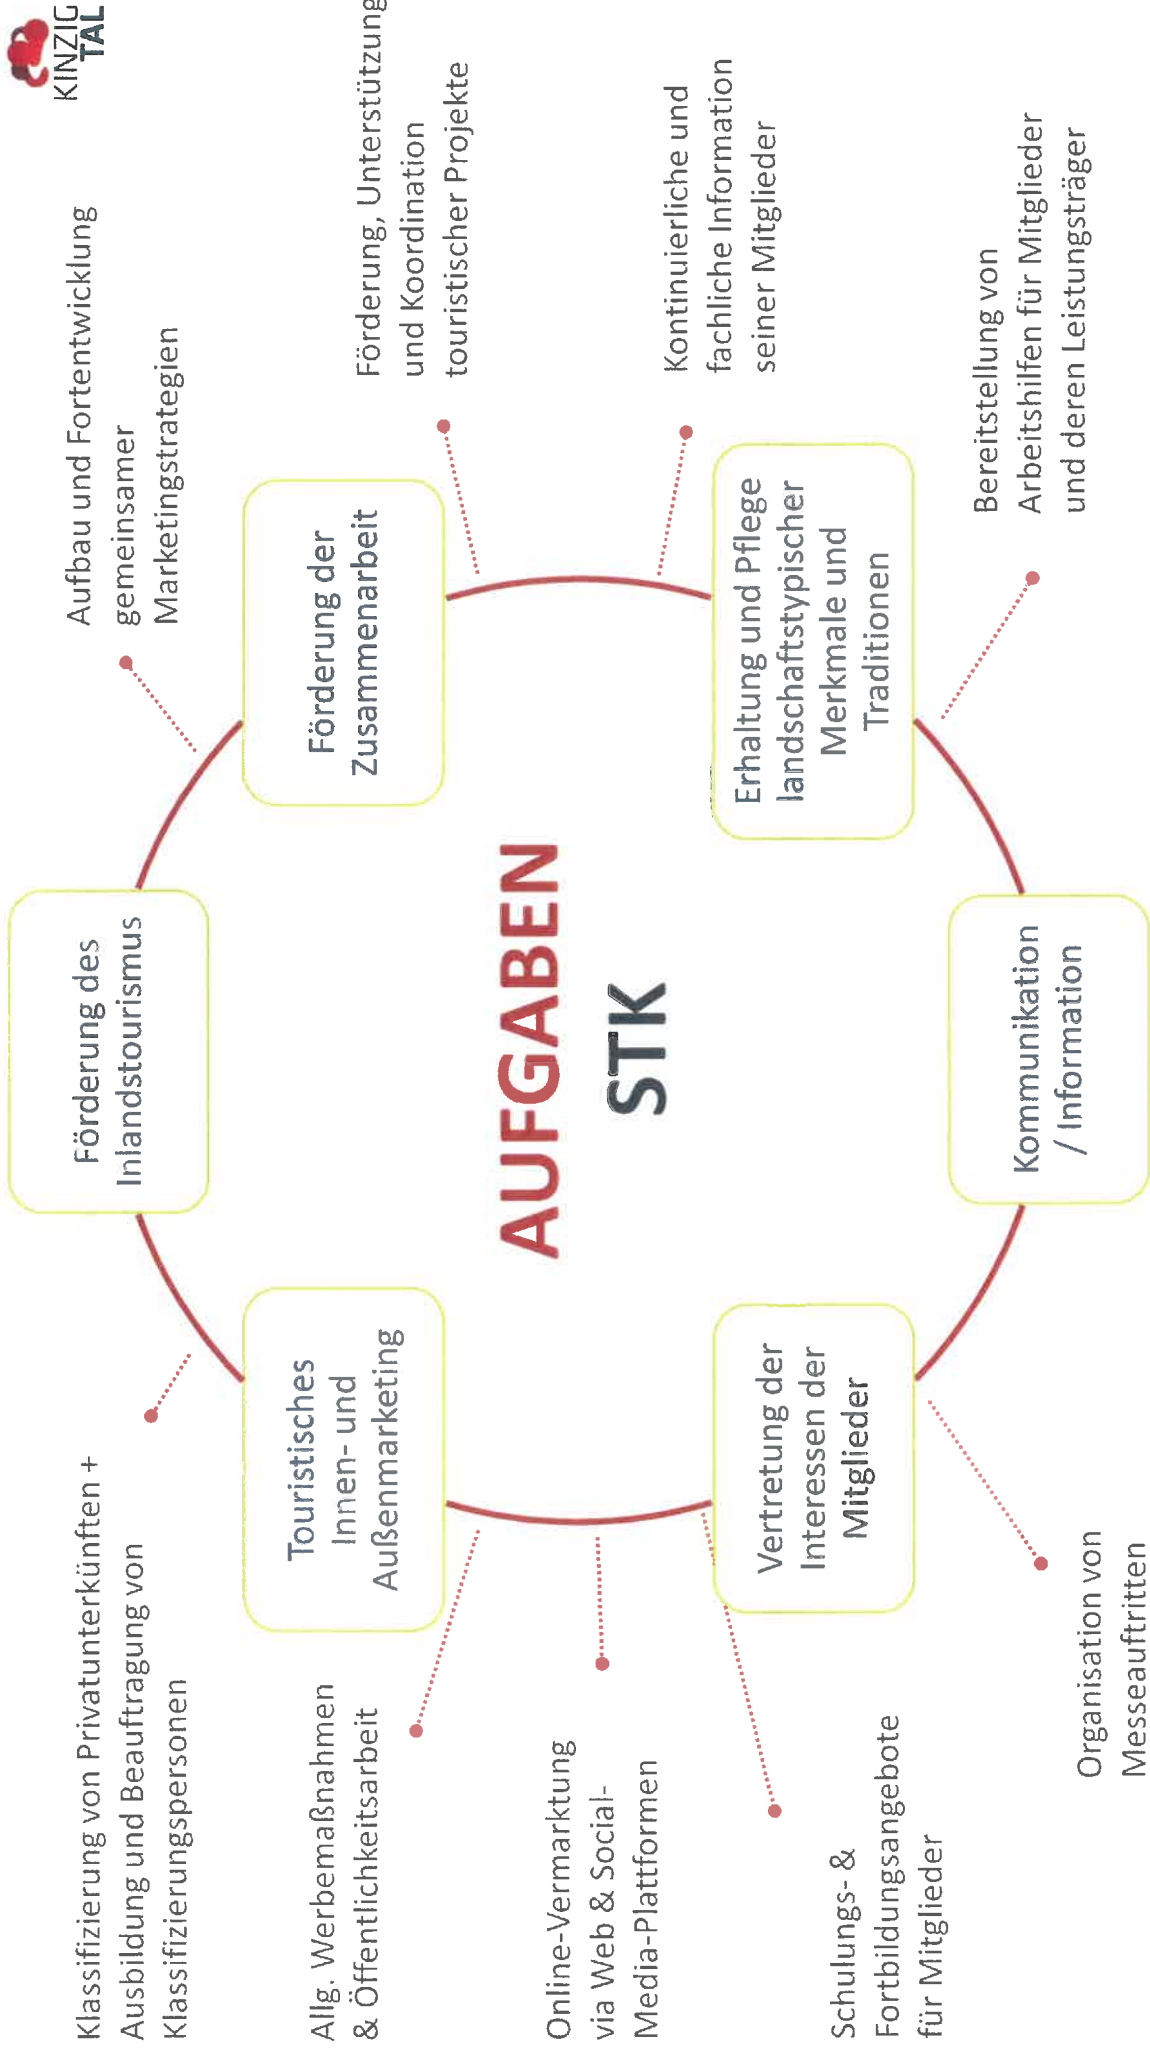 KINZIG
TAL
Klassifizierung von Privatunterkünften +
Ausbildung und Beauftragung von
Klassifizierungspersonen
Förderung des
Inlandstourismus
Aufbau und Fortentwicklung
gemeinsamer
Marketingstrategien
Allg. Werbemaßnahmen
& Öffentlichkeitsarbeit
Touristisches
Innen- und
Außenmarketing
Förderung der
Zusammenarbeit
Förderung, Unterstützung
und Koordination
touristischer Projekte
Online-Vermarktung
via Web & Social-
Media-Plattformen
AUFGABEN
STK
Kontinuierliche und
fachliche Information
seiner Mitglieder
Schulungs- &
Fortbildungsangebote
für Mitglieder
Vertretung der
Interessen der
Mitglieder
Erhaltung und Pflege
landschaftstypischer
Merkmale und
Traditionen
Organisation von
Messeauftritten
Kommunikation
/ Information
Bereitstellung von
Arbeitshilfen für Mitglieder
und deren Leistungsträger